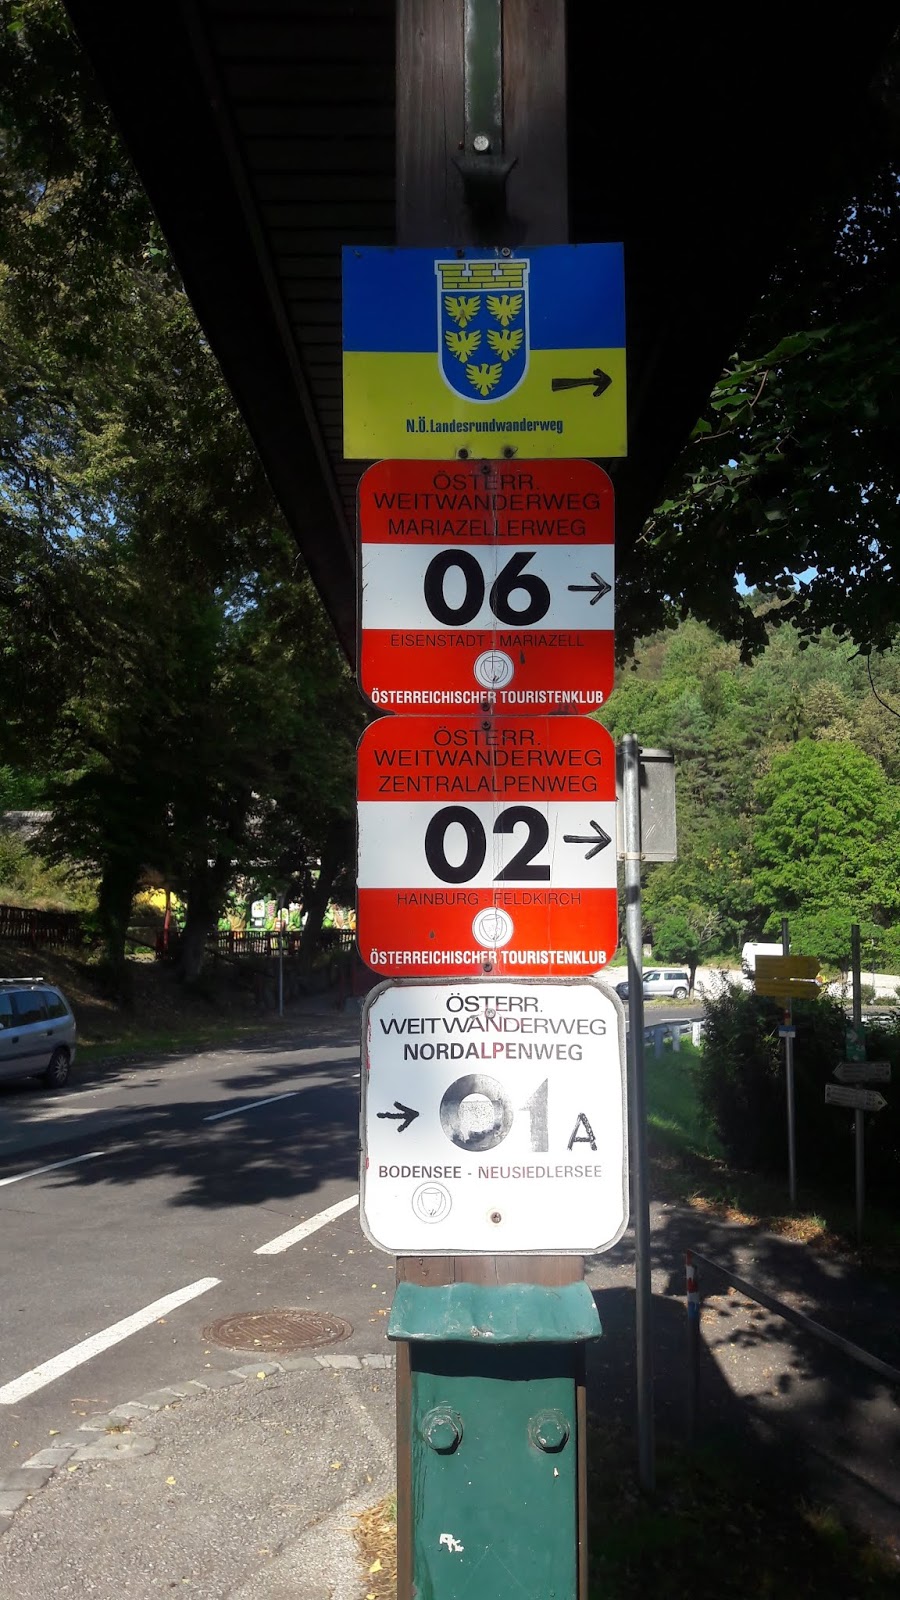 N.Ö. Landesrundwanderweg
ÖSTERR.
WEITWANDERWEG
MARIAZELLERWEG
06
EISENSTADT - MARIAZELL
ÖSTERREICHISCHER TOURISTENKLUB
ÖSTERR.
WEITWANDERWEG
ZENTRALALPENWEG
02
HAINBURG - FELDKIRCH
ÖSTERREICHISCHER TOURISTENKLUB
ÖSTERR.
WEITWANDERWEG
NORDALPENWEG
01 A
BODENSEE - NEUSIEDLERSEE